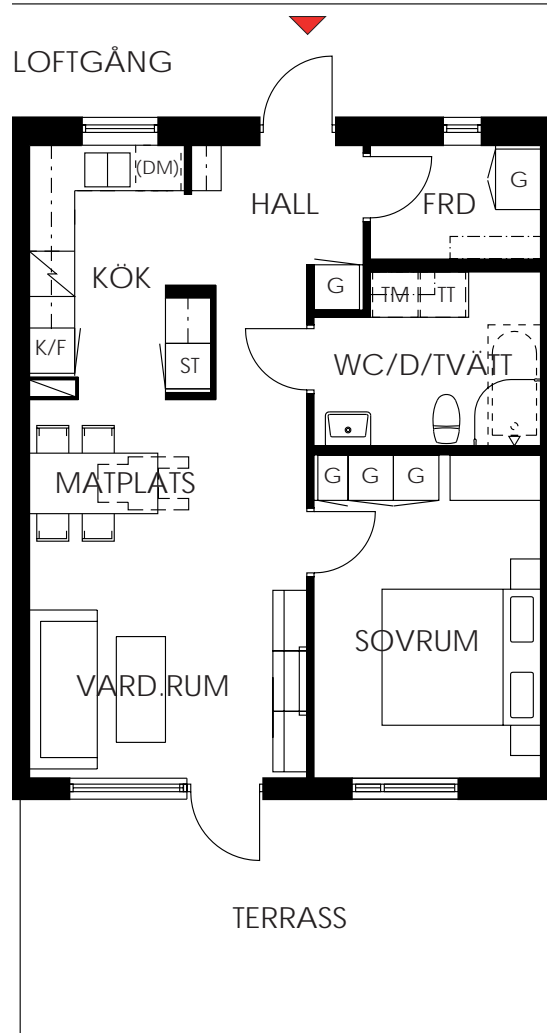 LOFTGÅNG
(DM)
G
HALL
FRD
KÖK
G
TM
TT
K/F
ST
WC/D/TVÄTT
MATPLATS
G
G
G
SOVRUM
VARD.RUM
TERRASS